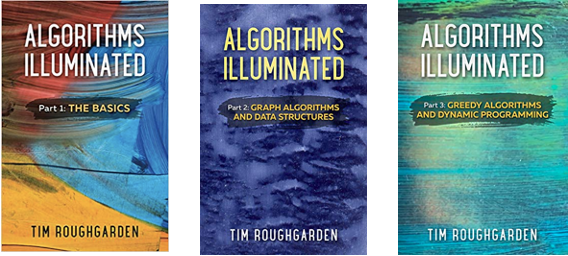 ALGORITHMS
ILLUMINATED
Part 1: THE BASICS
TIM ROUGHGARDEN
ALGORITHMS
ILLUMINATED
Part 2: GRAPH ALGORITHMS
AND DATA STRUCTURES
TIM ROUGHGARDEN
ALGORITHMS
ILLUMINATED
Part 3: GREEDY ALGORITHMS
AND DYNAMIC PROGRAMMING
TIM ROUGHGARDEN